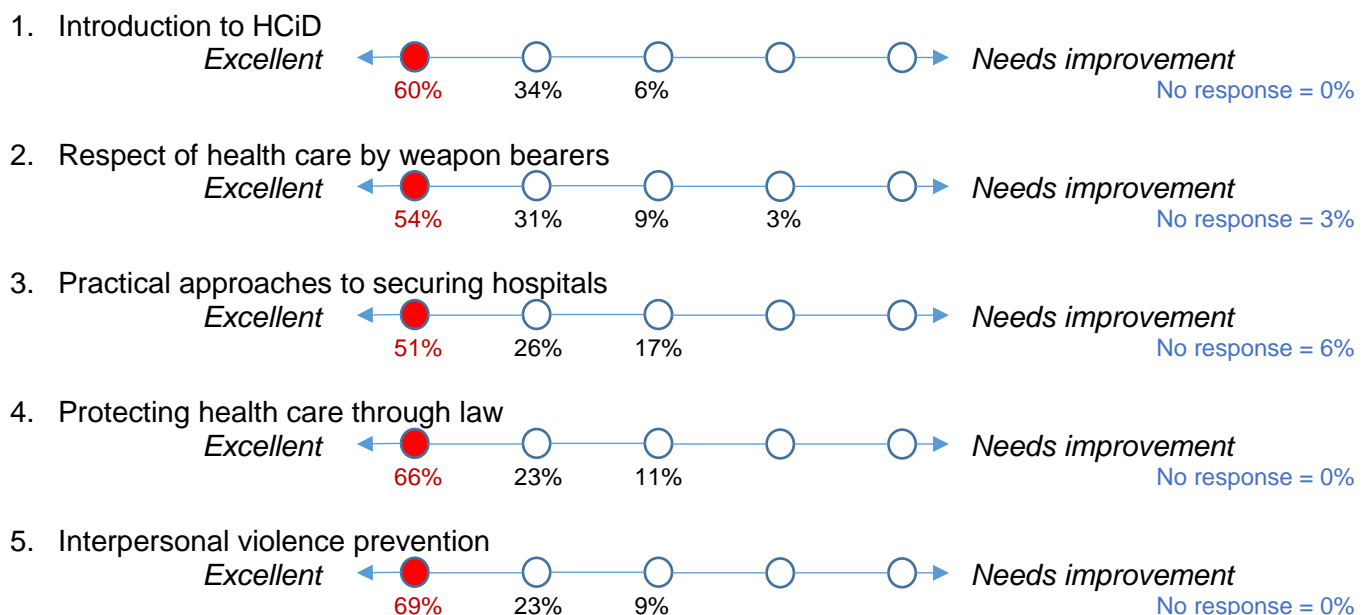 1. Introduction to HCiD
Excellent Needs improvement
60% 34% 6% No response = 0%
2. Respect of health care by weapon bearers
Excellent Needs improvement
54% 31% 9% 3% No response = 3%
3. Practical approaches to securing hospitals
Excellent Needs improvement
51% 26% 17% No response = 6%
4. Protecting health care through law
Excellent Needs improvement
66% 23% 11% No response = 0%
5. Interpersonal violence prevention
Excellent Needs improvement
69% 23% 9% No response = 0%